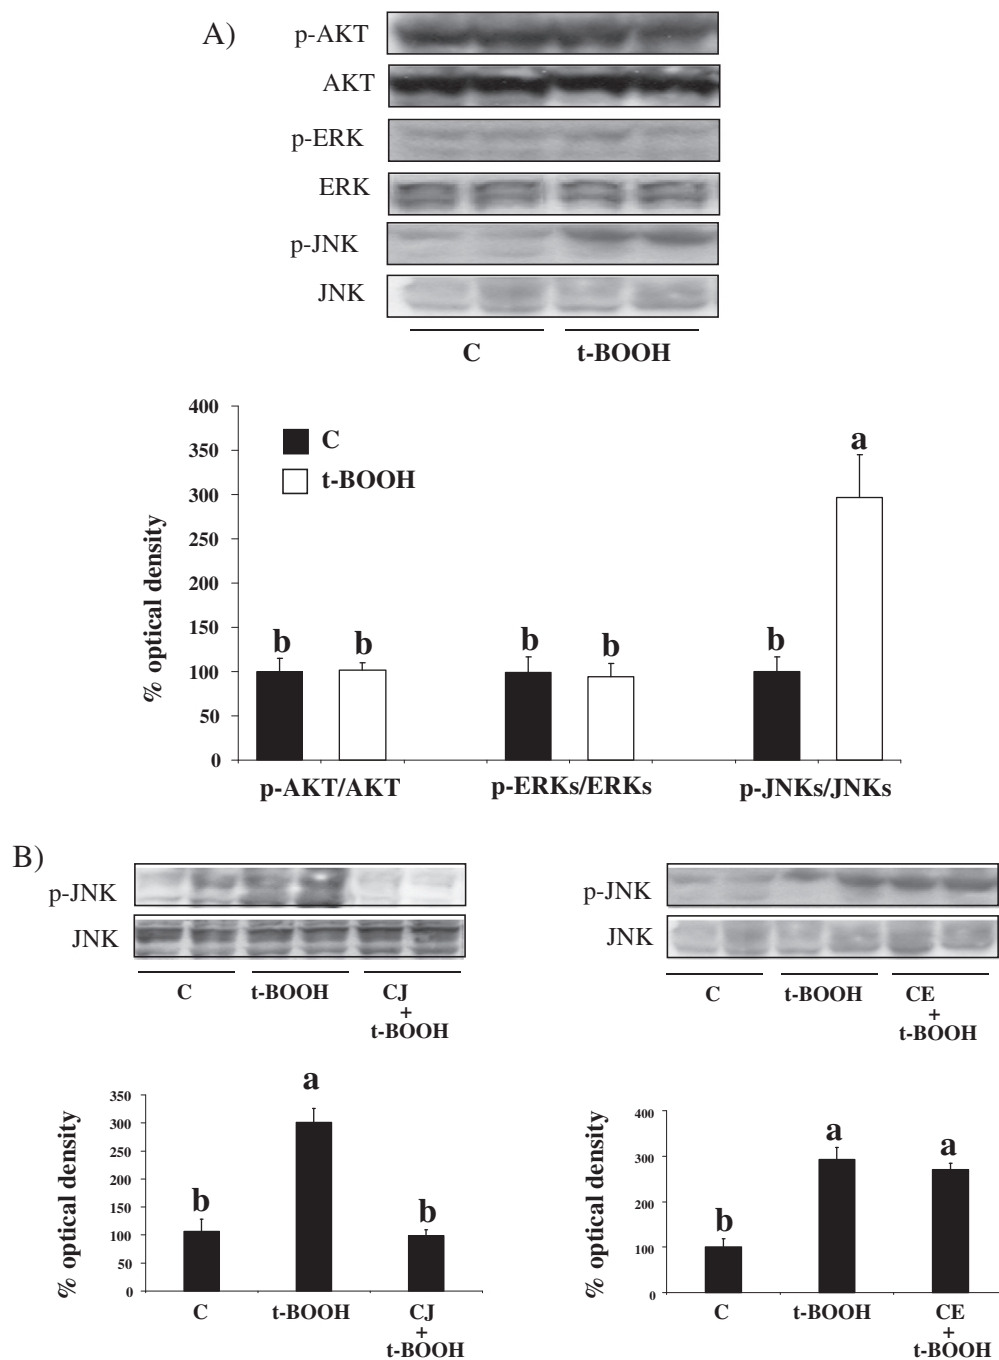 A)
p-AKT
AKT
p-ERK
ERK
p-JNK
JNK
C t-BOOH
400
350
300
250
200
150
100
50
0
% optical density
C
t-BOOH
b b b b b a
p-AKT/AKT p-ERKs/ERKs p-JNKs/JNKs
B)
p-JNK
JNK
C t-BOOH CJ
+
t-BOOH
350
300
250
200
150
100
50
0
% optical density
b a b
C t-BOOH CJ
+
t-BOOH
p-JNK
JNK
C t-BOOH CE
+
t-BOOH
400
300
200
100
0
% optical density
b a a
C t-BOOH CE
+
t-BOOH